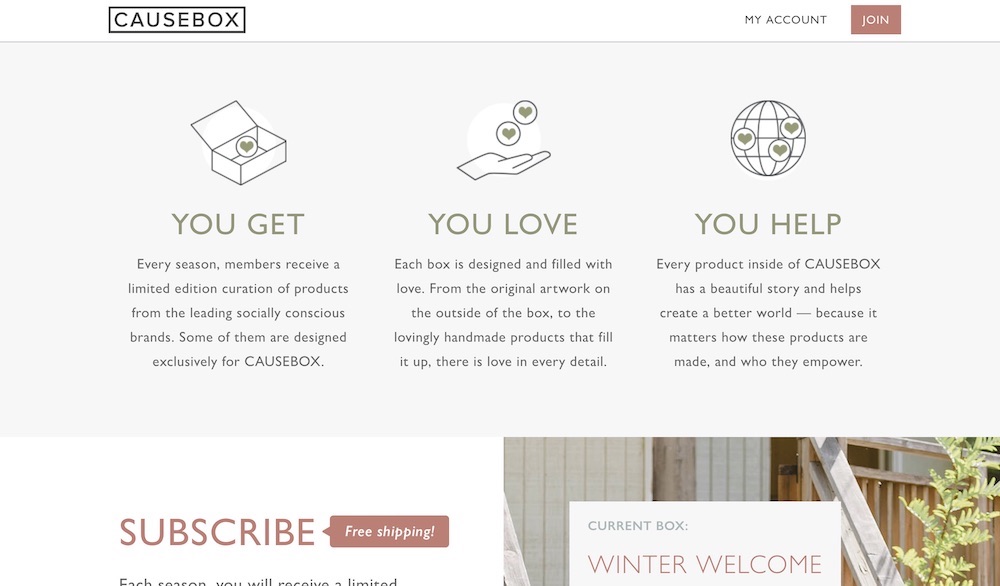 CAUSEBOX
MY ACCOUNT
JOIN
YOU GET
Every season, members receive a
limited edition curation of products
from the leading socially conscious
brands. Some of them are designed
exclusively for CAUSEBOX.
YOU LOVE
Each box is designed and filled with
love. From the original artwork on
the outside of the box, to the
lovingly handmade products that fill
it up, there is love in every detail.
YOU HELP
Every product inside of CAUSEBOX
has a beautiful story and helps
create a better world — because it
matters how these products are
made, and who they empower.
SUBSCRIBE
Free shipping!
Each season, you will receive a limited
CURRENT BOX:
WINTER WELCOME